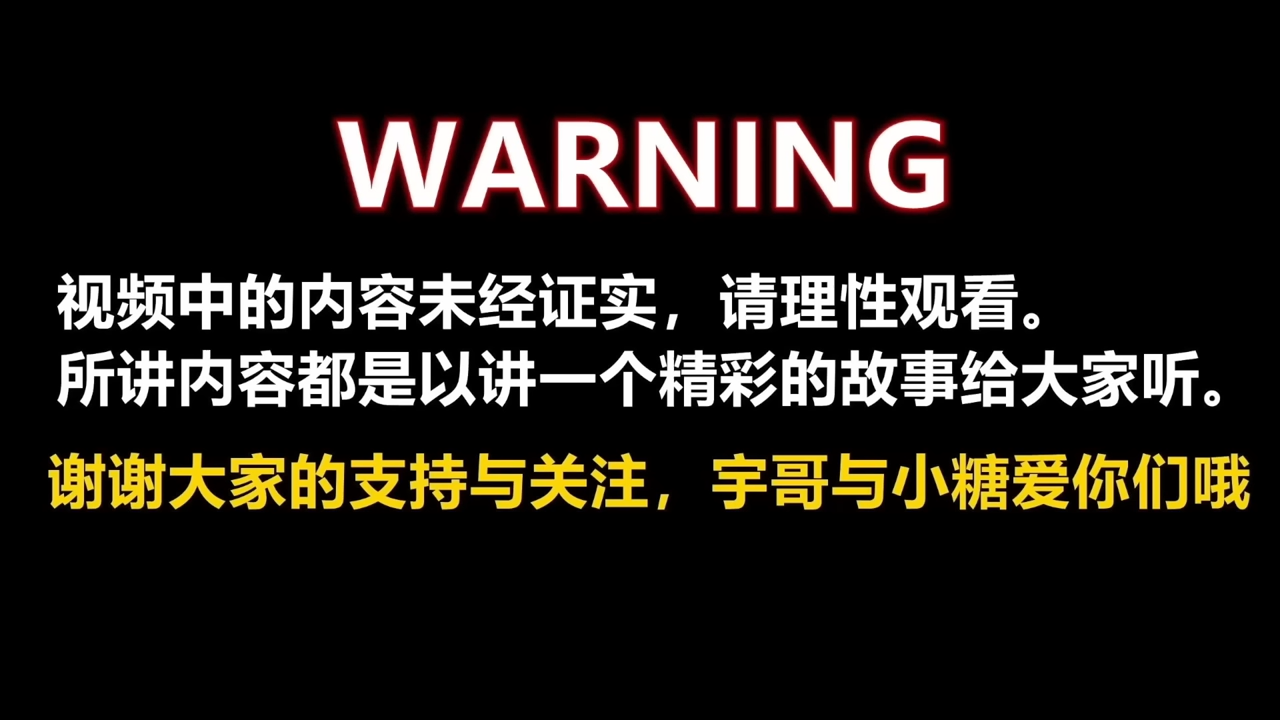 WARNING
视频中的内容未经证实，请理性观看。
所讲内容都是以讲一个精彩的故事给大家听。
谢谢大家的支持与关注，宇哥与小糖爱你们哦